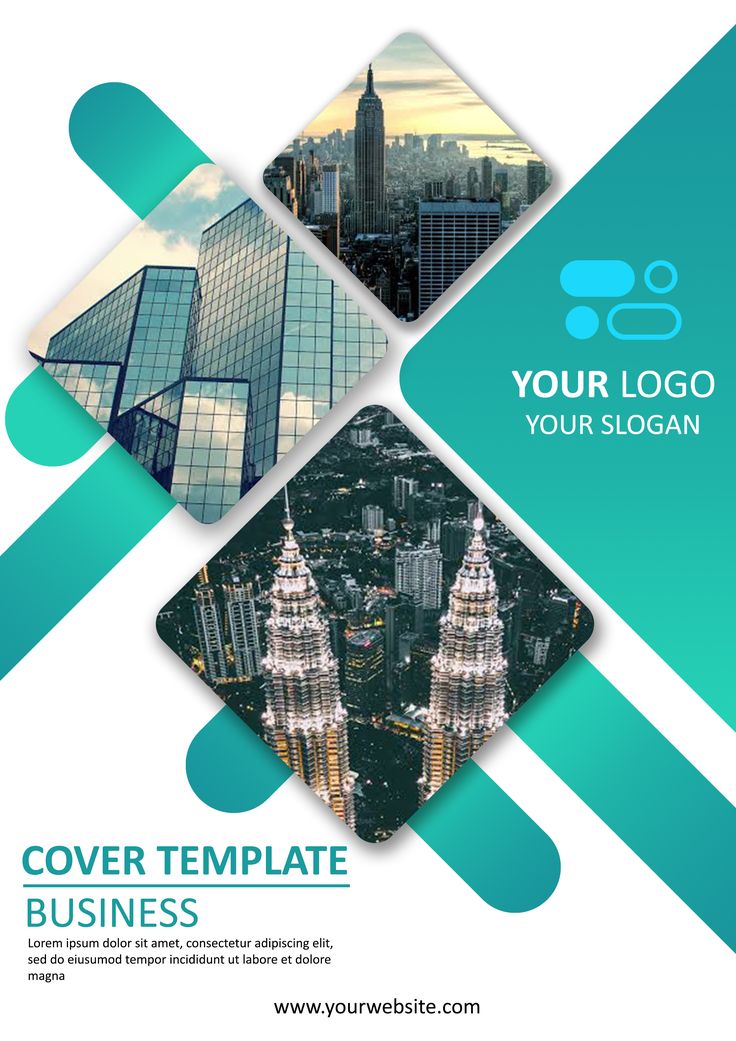 YOUR LOGO
YOUR SLOGAN
COVER TEMPLATE
BUSINESS
Lorem ipsum dolor sit amet, consectetur adipiscing elit,
sed do eiusumod tempor incididunt ut labore et dolore
magna
www.yourwebsite.com